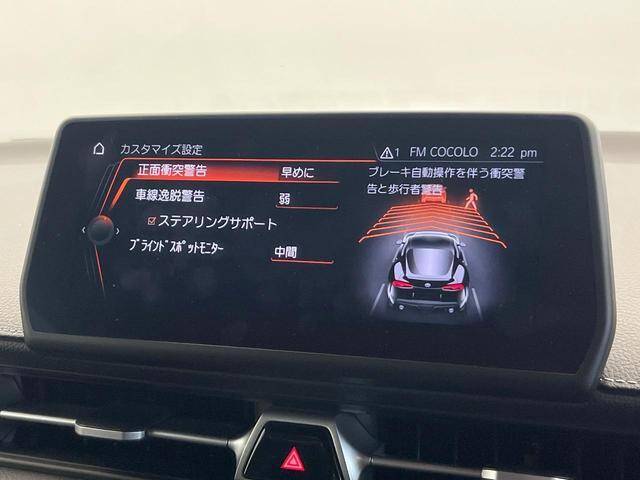 カスタマイズ設定
1 FM COCOLO 2:22 pm
正面衝突警告 早めに
車線逸脱警告 弱
ステアリングサポート
ﾌﾞﾗｲﾝﾄﾞｽﾎﾟｯﾄﾓﾆﾀｰ 中間
ブレーキ自動操作を伴う衝突警
告と歩行者警告